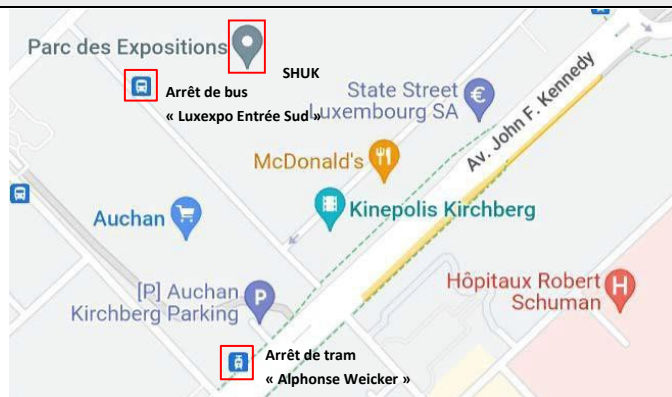 Parc des Expositions
SHUK
Arrêt de bus
« Luxexpo Entrée Sud »
State Street
Luxembourg SA
Av. John F. Kennedy
McDonald's
Kinepolis Kirchberg
Auchan
[P] Auchan
Kirchberg Parking
P
Hôpitaux Robert
Schuman
H
Arrêt de tram
« Alphonse Weicker »